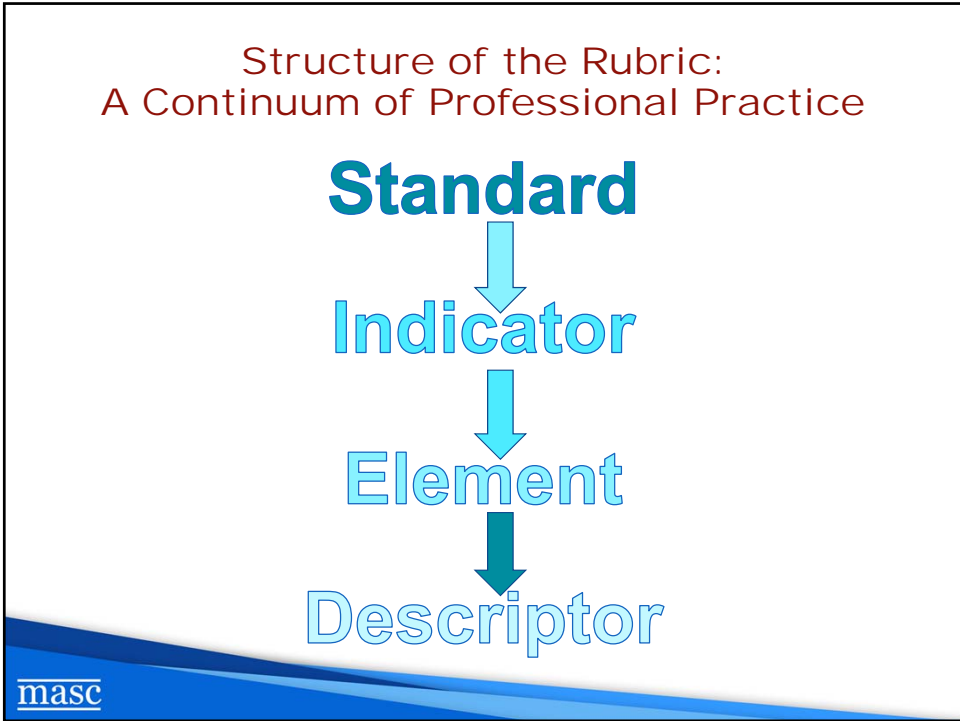 Structure of the Rubric:
A Continuum of Professional Practice
Standard
Indicator
Element
Descriptor
masc